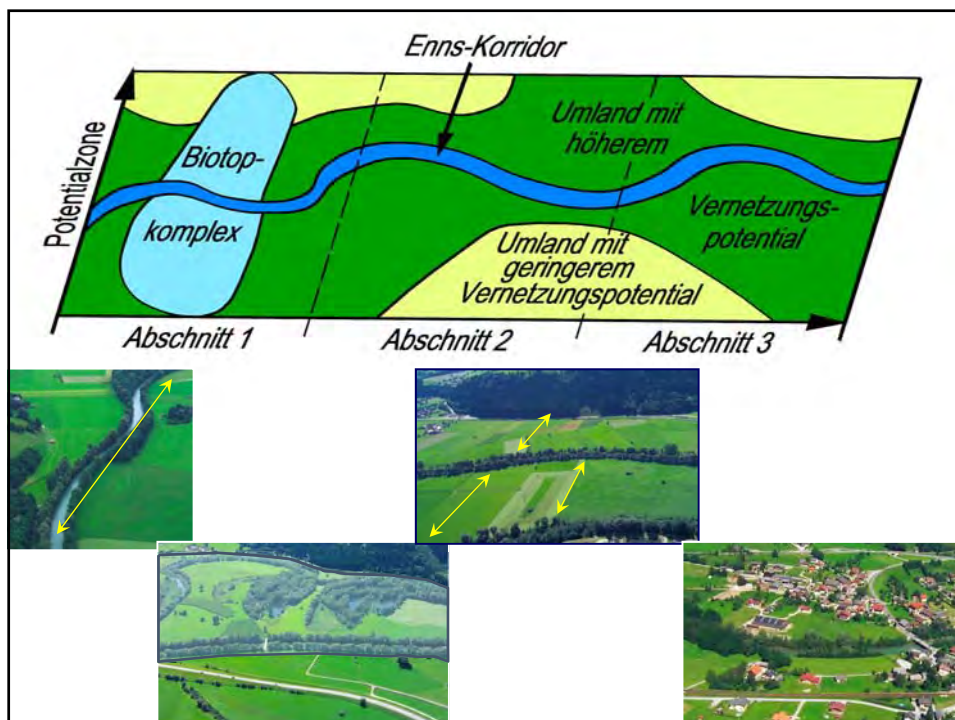 Enns-Korridor
Potentialzone
Biotop-
komplex
Umland mit
höherem
Vernetzungs-
potential
Umland mit
geringerem
Vernetzungspotential
Abschnitt 1
Abschnitt 2
Abschnitt 3